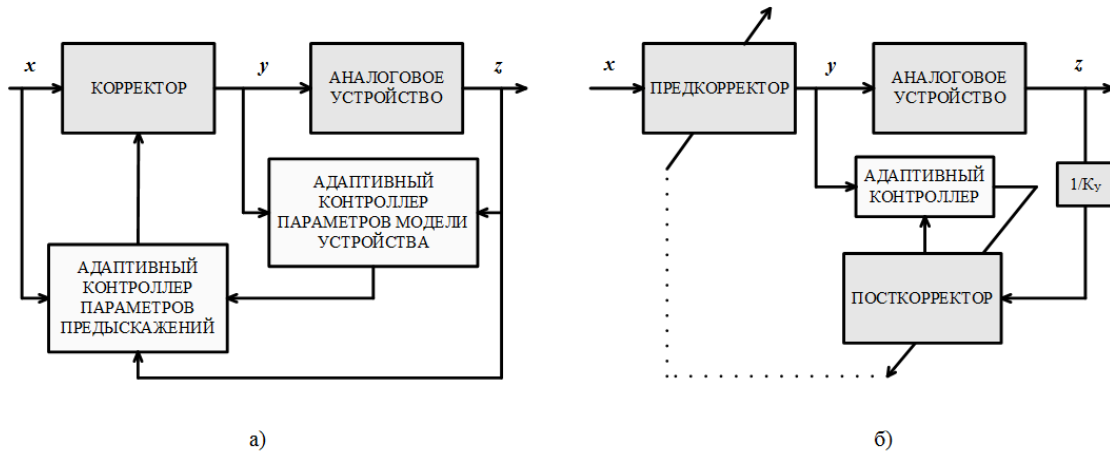 x
КОРРЕКТОР
y
АНАЛОГОВОЕ
УСТРОЙСТВО
z
АДАПТИВНЫЙ
КОНТРОЛЛЕР
ПАРАМЕТРОВ МОДЕЛИ
УСТРОЙСТВА
АДАПТИВНЫЙ
КОНТРОЛЛЕР
ПАРАМЕТРОВ
ПРЕДЫСКАЖЕНИЙ
а)
x
ПРЕДКОРРЕКТОР
y
АНАЛОГОВОЕ
УСТРОЙСТВО
z
АДАПТИВНЫЙ
КОНТРОЛЛЕР
1/Kу
ПОСТКОРРЕКТОР
б)